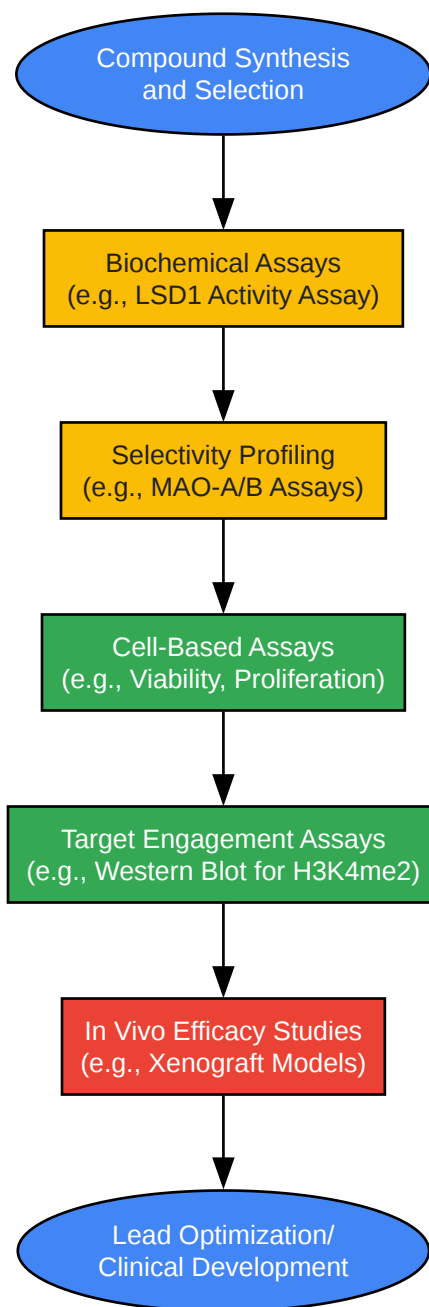 Compound Synthesis
and Selection
Biochemical Assays
(e.g., LSD1 Activity Assay)
Selectivity Profiling
(e.g., MAO-A/B Assays)
Cell-Based Assays
(e.g., Viability, Proliferation)
Target Engagement Assays
(e.g., Western Blot for H3K4me2)
In Vivo Efficacy Studies
(e.g., Xenograft Models)
Lead Optimization/
Clinical Development